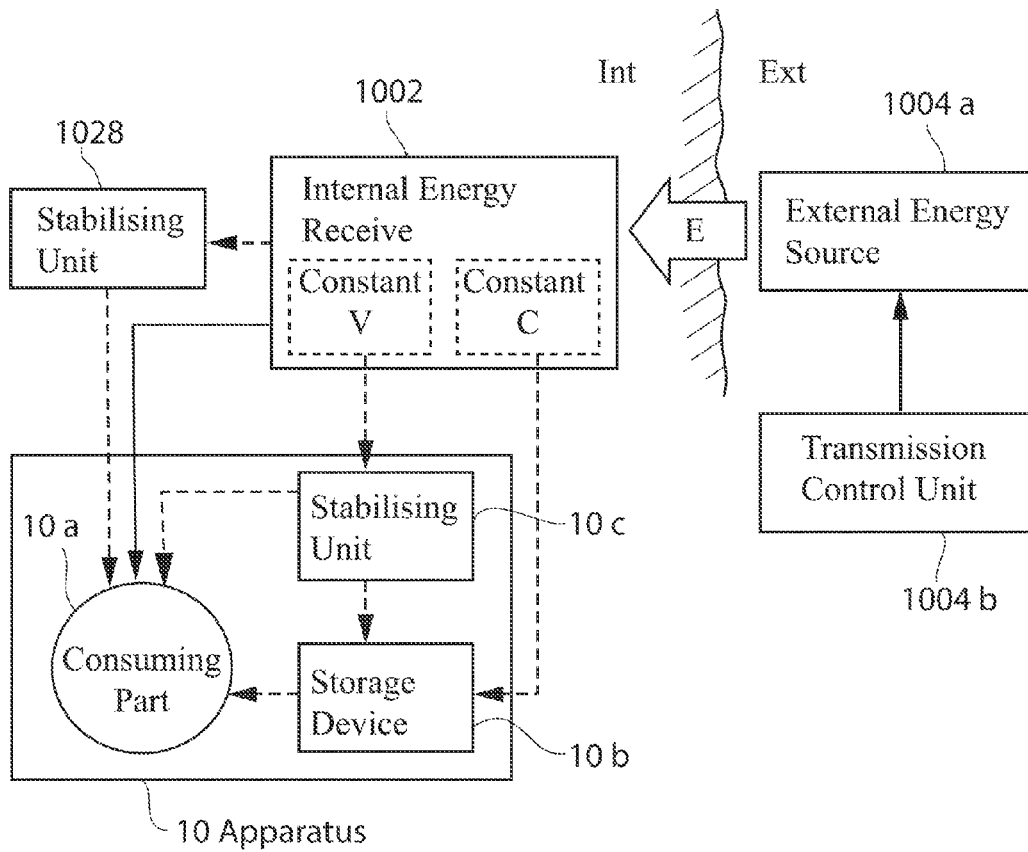 Int
Ext
1002
1004 a
1028
Internal Energy
Receive
External Energy
Source
Stabilising
Unit
E
Constant
V
Constant
C
Transmission
Control Unit
Stabilising
Unit
10 a
10 c
1004 b
Consuming
Part
Storage
Device
10 b
10 Apparatus